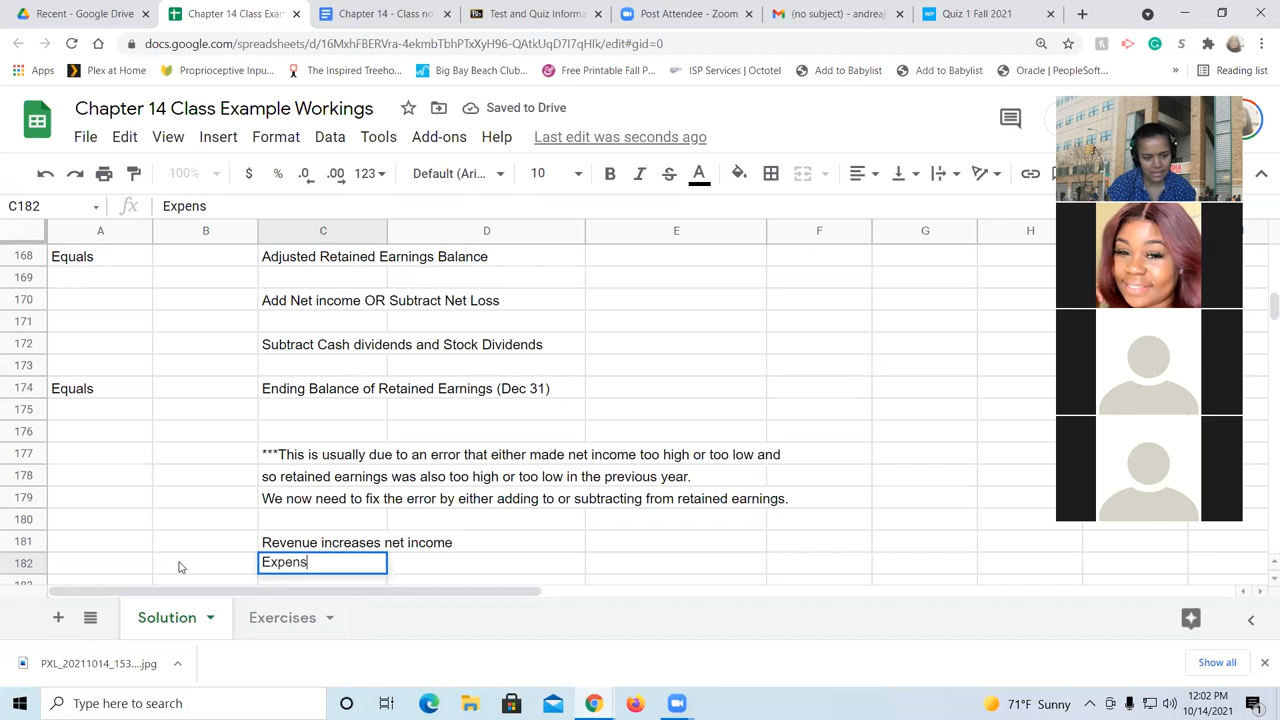 Google Drive
Chapter 14 Class Exam
Chapter 14 - Class no
Test and Quiz Informa
Post Attendee - Zoom
(no subject) - andreaj
Quiz 1 Fall 2021
docs.google.com/spreadsheets/d/16MxhFBERVra-4ekmbTbtPTxXyH96-QAtkUqD7I7qHIk/edit#gid=0
Apps
Plex at Home
Proprioceptive Inpu...
The Inspired Treeho...
Big Bay Beach Club...
Free Printable Fall P...
ISP Services | Octotel
Add to Babylist
Add to Babylist
Oracle | PeopleSoft...
»
Reading list
Chapter 14 Class Example Workings
Saved to Drive
File Edit View Insert Format Data Tools Add-ons Help Last edit was seconds ago
100% $ % .0 .00 123 Default (Ari... 10 B I S A
C182 fx Expens
A B C D E F G H
168 Equals Adjusted Retained Earnings Balance
169
170 Add Net income OR Subtract Net Loss
171
172 Subtract Cash dividends and Stock Dividends
173
174 Equals Ending Balance of Retained Earnings (Dec 31)
175
176
177 ***This is usually due to an error that either made net income too high or too low and
178 so retained earnings was also too high or too low in the previous year.
179 We now need to fix the error by either adding to or subtracting from retained earnings.
180
181 Revenue increases net income
182 Expens
Solution Exercises
PXL_20211014_153....jpg
Show all
Type here to search
71°F Sunny
12:02 PM
10/14/2021
1